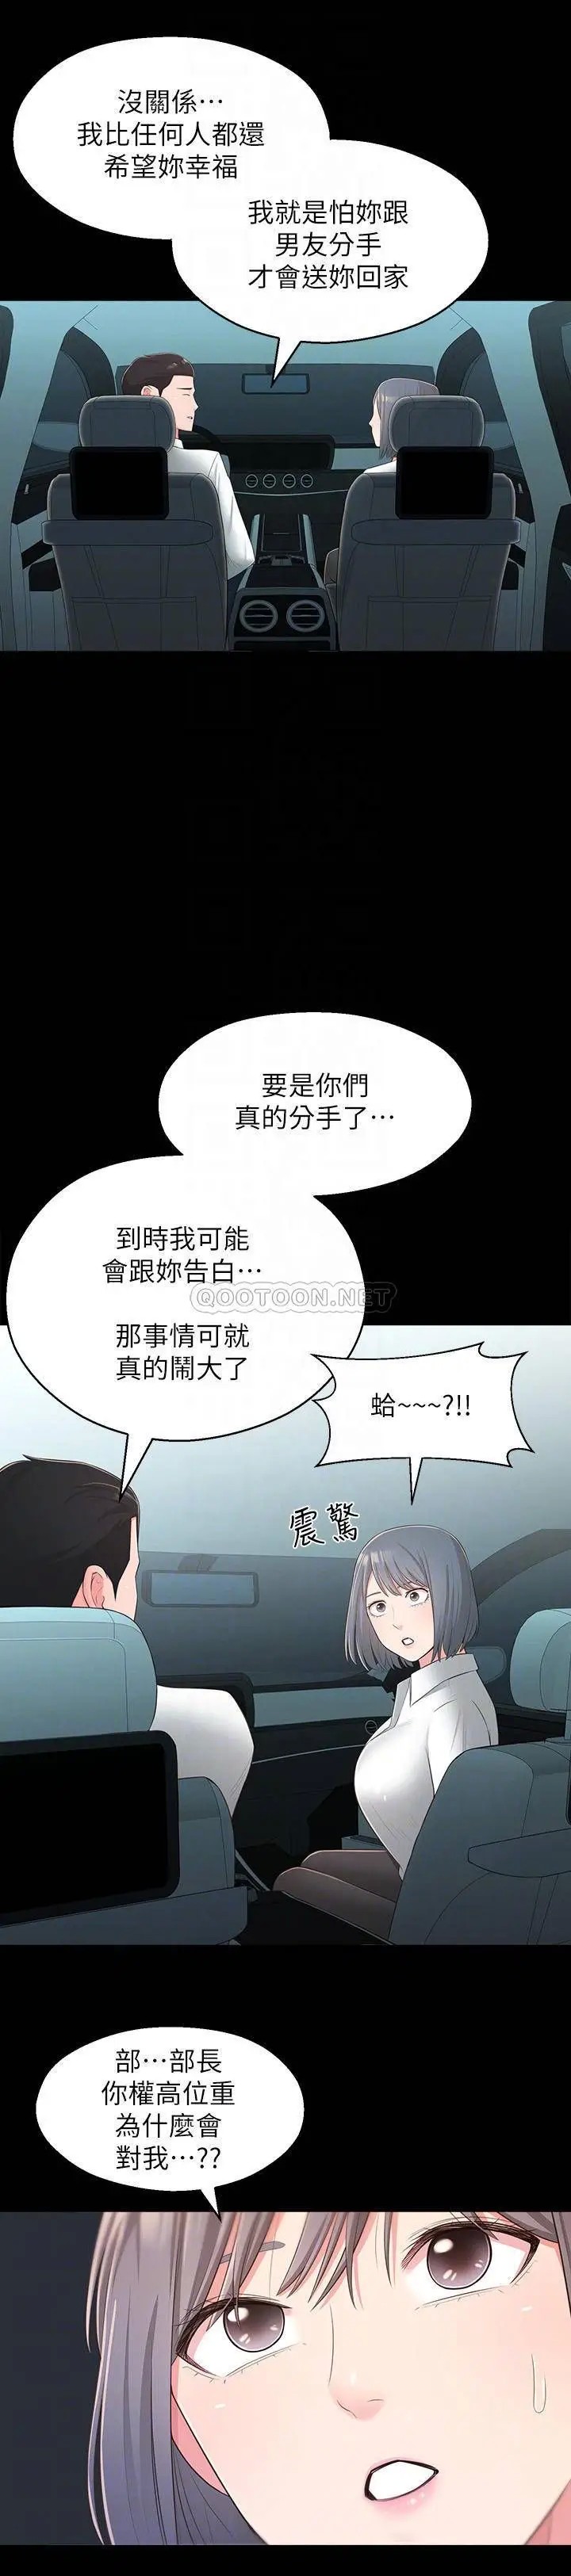 沒關係⋯
我比任何人都還
希望妳幸福
我就是怕妳跟
男友分手
才會送妳回家
要是你們
真的分手了⋯
到時我可能
會跟妳告白⋯
QOOTOON.NET
那事情可就
真的鬧大了
蛤~~~?!!
震驚
部⋯部長
你權高位重
為什麼會
對我⋯??